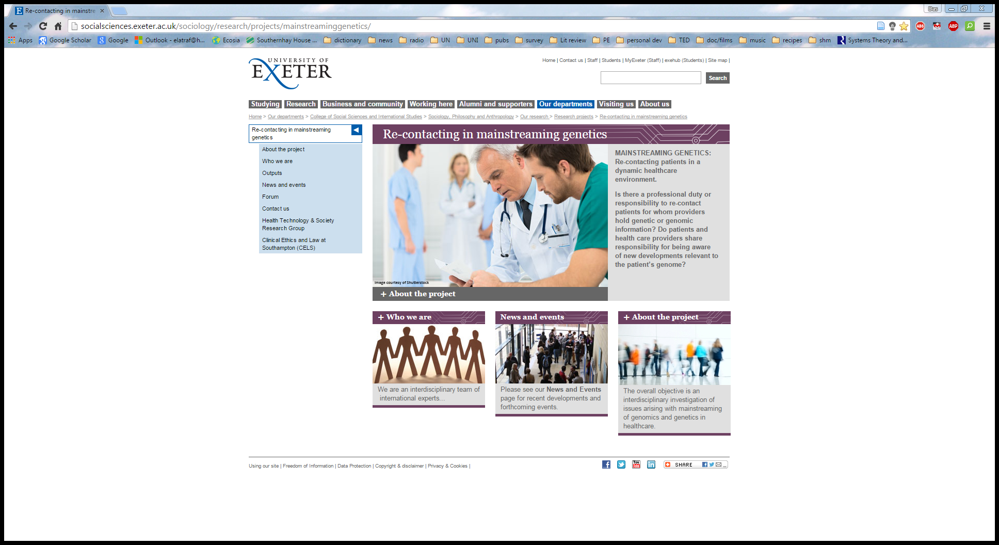 Re-contacting in mainstre
Das
socialsciences.exeter.ac.uk/sociology/research/projects/mainstreaminggenetics/
ABS
ABP
Apps
Google Scholar
Google
Outlook - elatraf@h...
Ecosia
Southernhay House ...
dictionary
news
radio
UN
UNI
pubs
survey
Lit review
PE
personal dev
TED
doc/films
music
recipes
shm
Systems Theory and...
UNIVERSITY OF
EXETER
Home | Contact us | Staff | Students | MyExeter (Staff) | exehub (Students) | Site map |
Search
Studying
Research
Business and community
Working here
Alumni and supporters
Our departments
Visiting us
About us
Home > Our departments > College of Social Sciences and International Studies > Sociology, Philosophy and Anthropology > Our research > Research projects > Re-contacting in mainstreaming genetics
Re-contacting in mainstreaming
genetics
About the project
Who we are
Outputs
News and events
Forum
Contact us
Health Technology & Society
Research Group
Clinical Ethics and Law at
Southampton (CELS)
Re-contacting in mainstreaming genetics
Image courtesy of Shutterstock
+ About the project
MAINSTREAMING GENETICS:
Re-contacting patients in a
dynamic healthcare
environment.
Is there a professional duty or
responsibility to re-contact
patients for whom providers
hold genetic or genomic
information? Do patients and
health care providers share
responsibility for being aware
of new developments relevant to
the patient's genome?
+ Who we are
We are an interdisciplinary team of
international experts...
News and events
Please see our News and Events
page for recent developments and
forthcoming events.
+ About the project
The overall objective is an
interdisciplinary investigation of
issues arising with mainstreaming
of genomics and genetics in
healthcare.
Using our site | Freedom of Information | Data Protection | Copyright & disclaimer | Privacy & Cookies |
You
Tube
in
SHARE
...